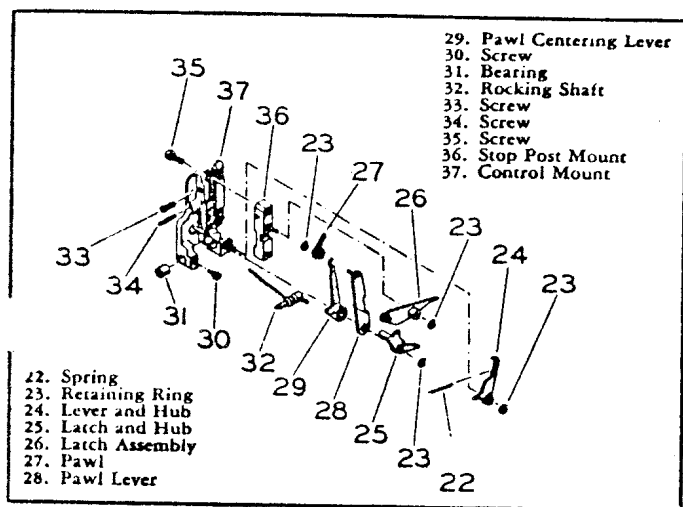 29. Pawl Centering Lever
30. Screw
31. Bearing
32. Rocking Shaft
33. Screw
34. Screw
35. Screw
36. Stop Post Mount
37. Control Mount
35
37
36
23
27
26
23
24
23
33
34
31
30
32
29
28
25
23
22
22. Spring
23. Retaining Ring
24. Lever and Hub
25. Latch and Hub
26. Latch Assembly
27. Pawl
28. Pawl Lever